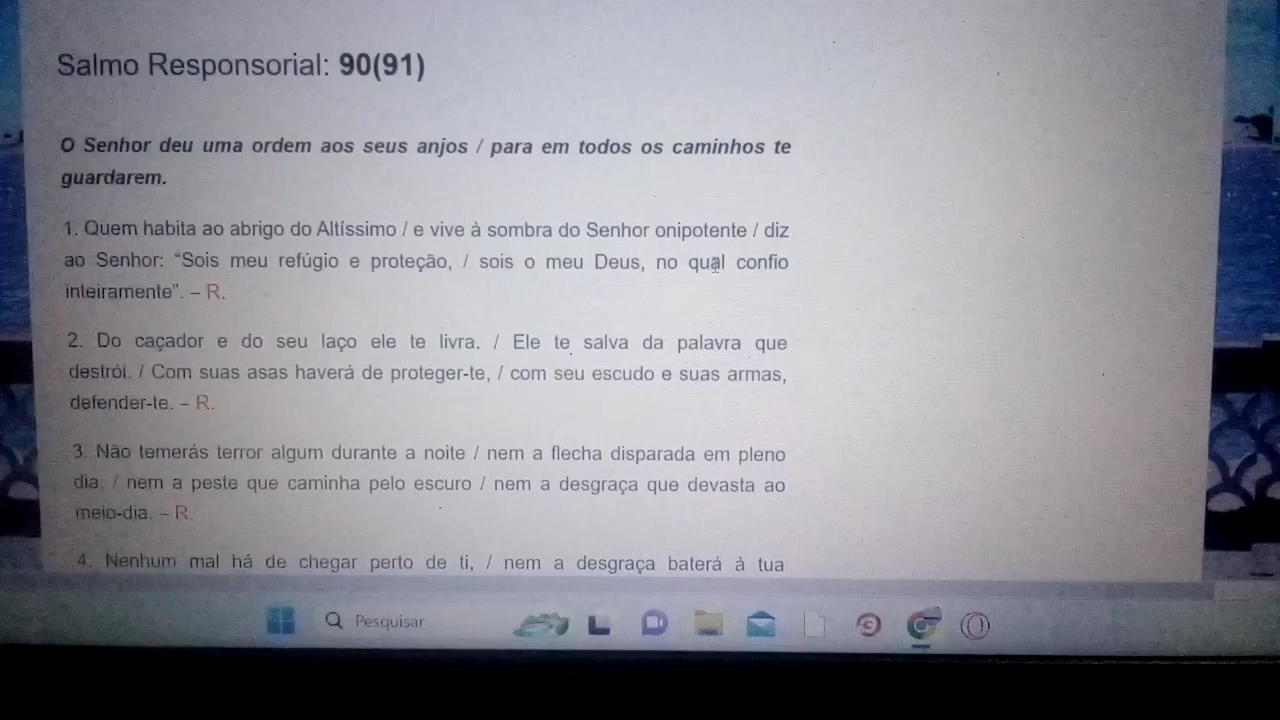 Salmo Responsorial: 90(91)
O Senhor deu uma ordem aos seus anjos / para em todos os caminhos te
guardarem.
1. Quem habita ao abrigo do Altíssimo / e vive à sombra do Senhor onipotente / diz
ao Senhor: “Sois meu refúgio e proteção, / sois o meu Deus, no qual confio
inteiramente”. – R.
2. Do caçador e do seu laço ele te livra. / Ele te salva da palavra que
destrói. / Com suas asas haverá de proteger-te, / com seu escudo e suas armas,
defender-te. – R.
3. Não temerás terror algum durante a noite / nem a flecha disparada em pleno
dia, / nem a peste que caminha pelo escuro / nem a desgraça que devasta ao
meio-dia. – R.
4. Nenhum mal há de chegar perto de ti, / nem a desgraça baterá à tua
Pesquisar